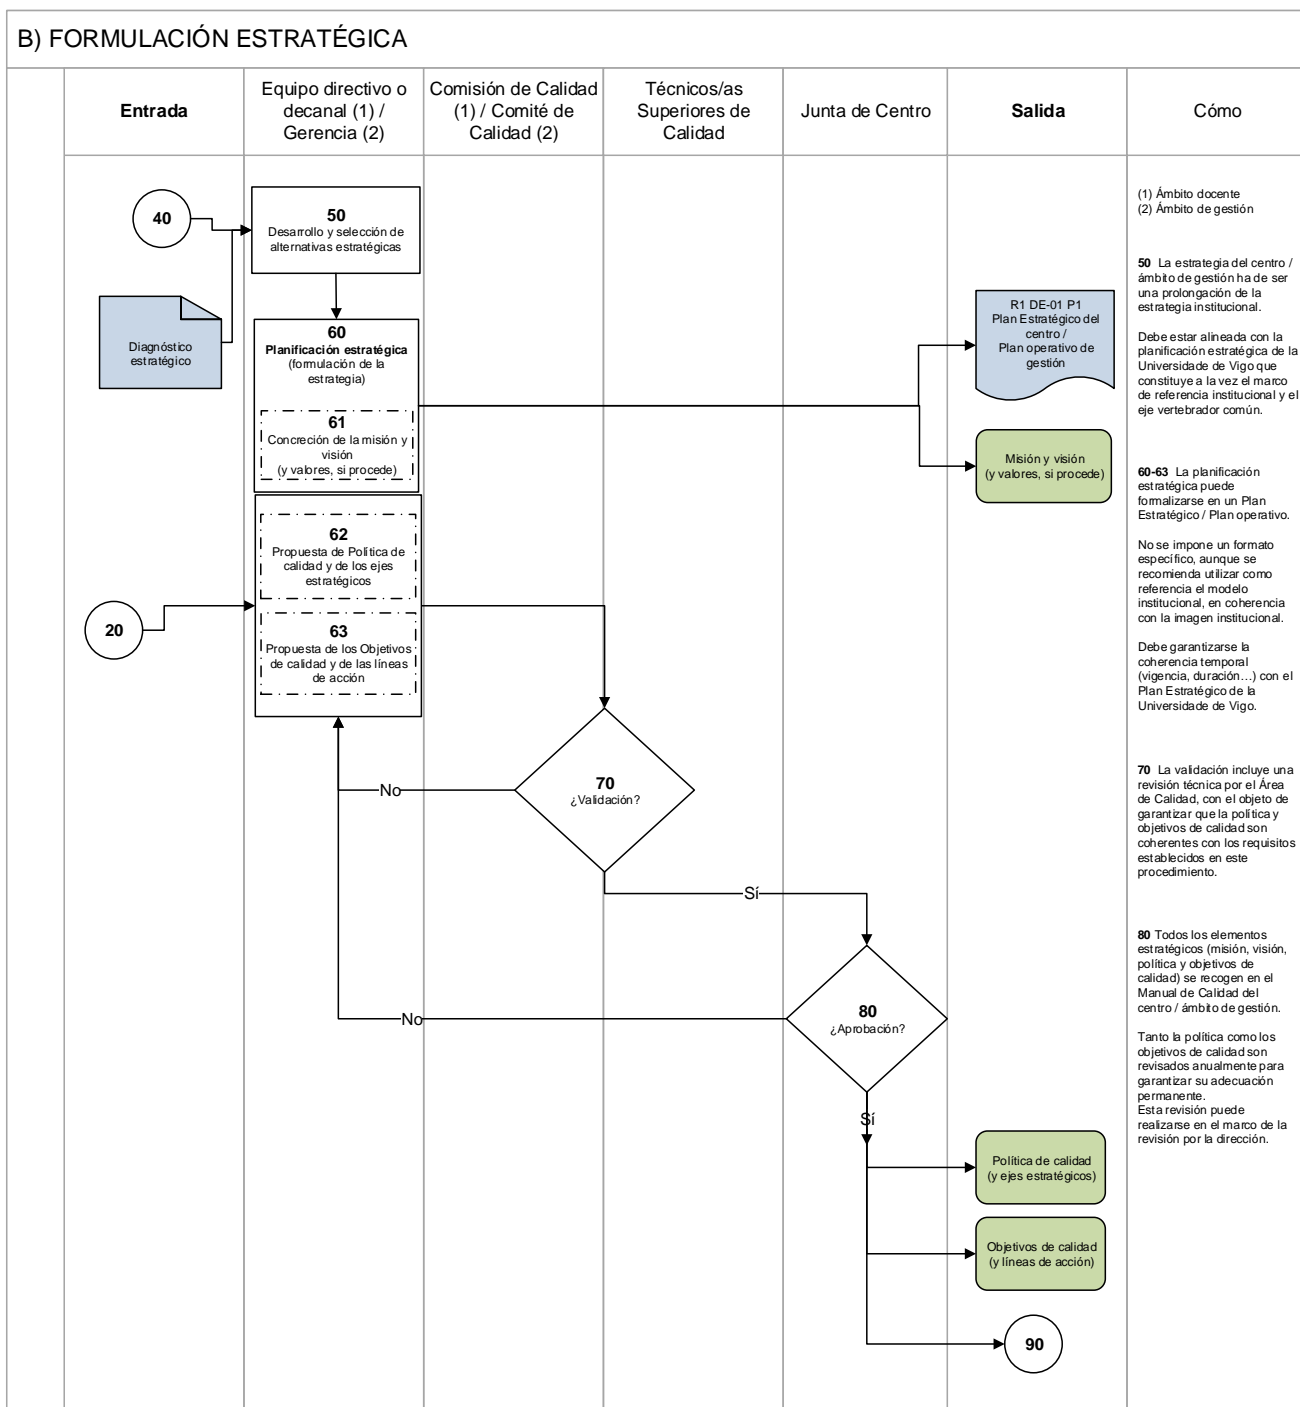 B) FORMULACIÓN ESTRATÉGICA
Entrada
Equipo directivo o
decanal (1) /
Gerencia (2)
Comisión de Calidad
(1) / Comité de
Calidad (2)
Técnicos/as
Superiores de
Calidad
Junta de Centro
Salida
Cómo
40
Diagnóstico
estratégico
50
Desarrollo y selección de
alternativas estratégicas
60
Planificación estratégica
(formulación de la
estrategia)
61
Concreción de la misión y
visión
(y valores, si procede)
R1 DE-01 P1
Plan Estratégico del
centro /
Plan operativo de
gestión
Misión y visión
(y valores, si procede)
20
62
Propuesta de Política de
calidad y de los ejes
estratégicos
63
Propuesta de los Objetivos
de calidad y de las líneas
de acción
70
¿Validación?
No
Sí
80
¿Aprobación?
No
Sí
Política de calidad
(y ejes estratégicos)
Objetivos de calidad
(y líneas de acción)
90
(1) Ámbito docente
(2) Ámbito de gestión
50 La estrategia del centro /
ámbito de gestión ha de ser
una prolongación de la
estrategia institucional.
Debe estar alineada con la
planificación estratégica de la
Universidade de Vigo que
constituye a la vez el marco
de referencia institucional y el
eje vertebrador común.
60-63 La planificación
estratégica puede
formalizarse en un Plan
Estratégico / Plan operativo.
No se impone un formato
específico, aunque se
recomienda utilizar como
referencia el modelo
institucional, en coherencia
con la imagen institucional.
Debe garantizarse la
coherencia temporal
(vigencia, duración...) con el
Plan Estratégico de la
Universidade de Vigo.
70 La validación incluye una
revisión técnica por el Área
de Calidad, con el objeto de
garantizar que la política y
objetivos de calidad son
coherentes con los requisitos
establecidos en este
procedimiento.
80 Todos los elementos
estratégicos (misión, visión,
política y objetivos de
calidad) se recogen en el
Manual de Calidad del
centro / ámbito de gestión.
Tanto la política como los
objetivos de calidad son
revisados anualmente para
garantizar su adecuación
permanente.
Esta revisión puede
realizarse en el marco de la
revisión por la dirección.